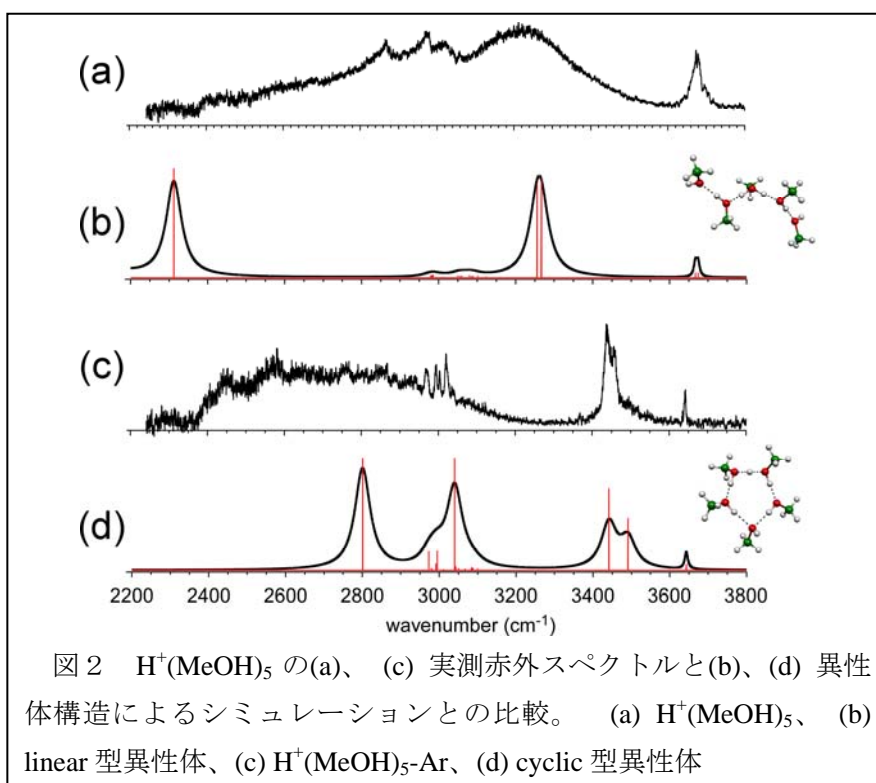 (a)
(b)
(c)
(d)
2200 2400 2600 2800 3000 3200 3400 3600 3800
wavenumber (cm⁻¹)
図2 H⁺(MeOH)₅ の(a)、 (c) 実測赤外スペクトルと(b)、(d) 異性
体構造によるシミュレーションとの比較。 (a) H⁺(MeOH)₅、 (b)
linear 型異性体、(c) H⁺(MeOH)₅-Ar、(d) cyclic 型異性体